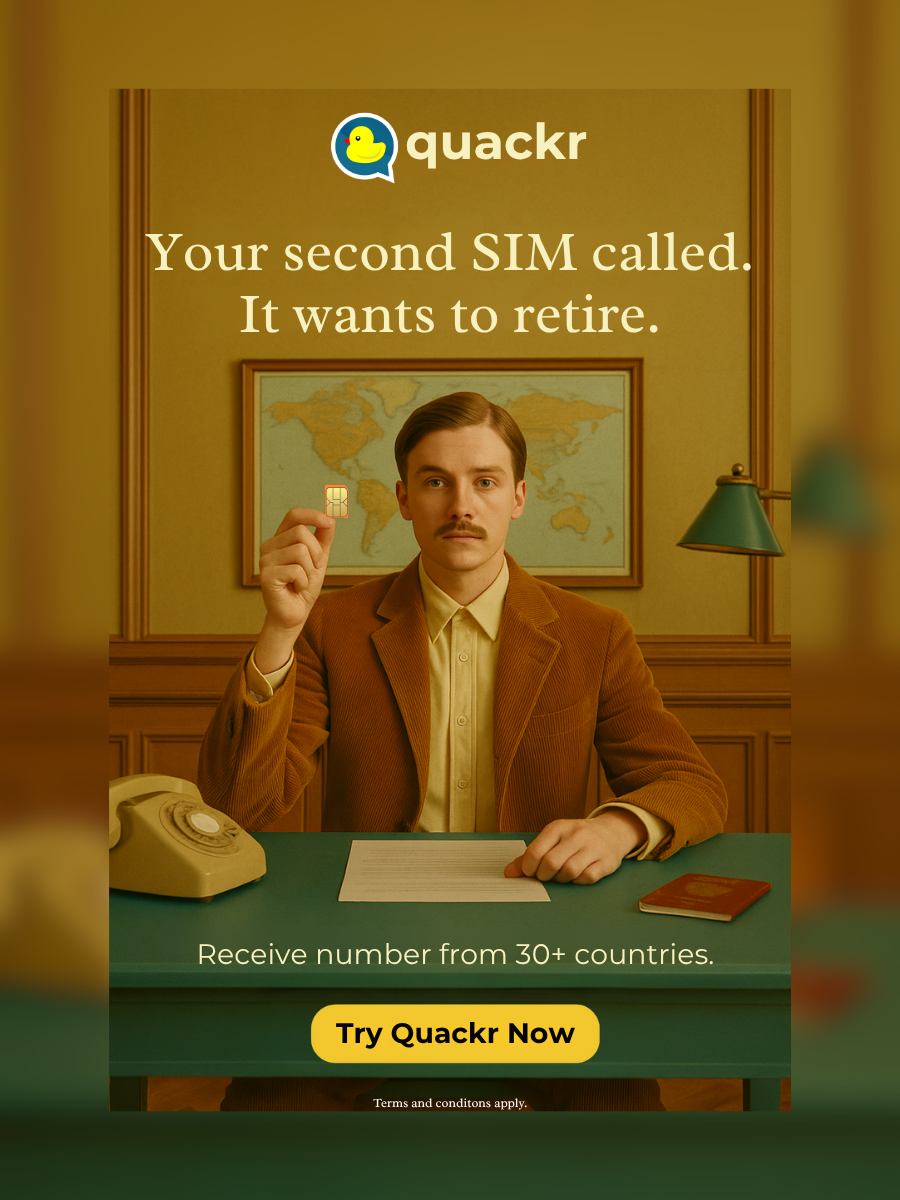 quackr
Your second SIM called.
It wants to retire.
Receive number from 30+ countries.
Try Quackr Now
Terms and conditons apply.